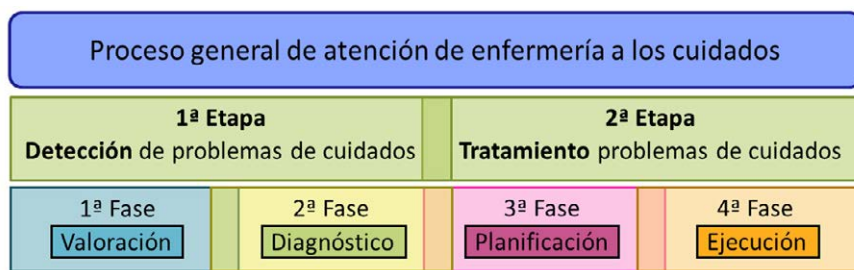 Proceso general de atención de enfermería a los cuidados
1ª Etapa
Detección de problemas de cuidados
2ª Etapa
Tratamiento problemas de cuidados
1ª Fase
Valoración
2ª Fase
Diagnóstico
3ª Fase
Planificación
4ª Fase
Ejecución